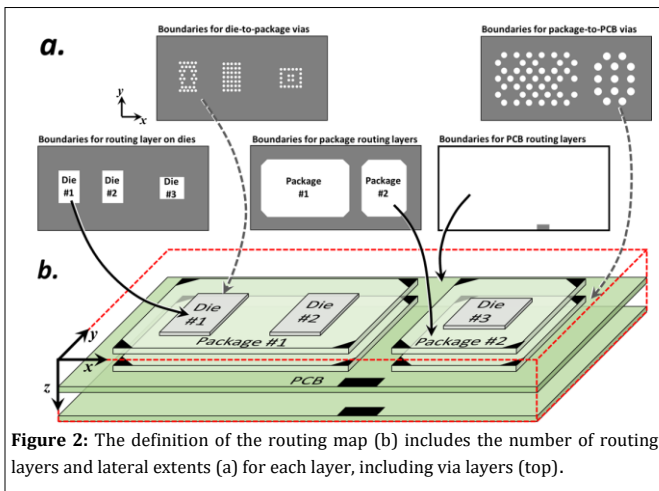 a.
Boundaries for die-to-package vias
Boundaries for package-to-PCB vias
y
x
Boundaries for routing layer on dies
Boundaries for package routing layers
Boundaries for PCB routing layers
Die
#1
Die
#2
Die
#3
Package
#1
Package
#2
b.
Die
#1
Die
#2
Die
#3
Package #1
Package #2
y
x
z
PCB
Figure 2: The definition of the routing map (b) includes the number of routing
layers and lateral extents (a) for each layer, including via layers (top).